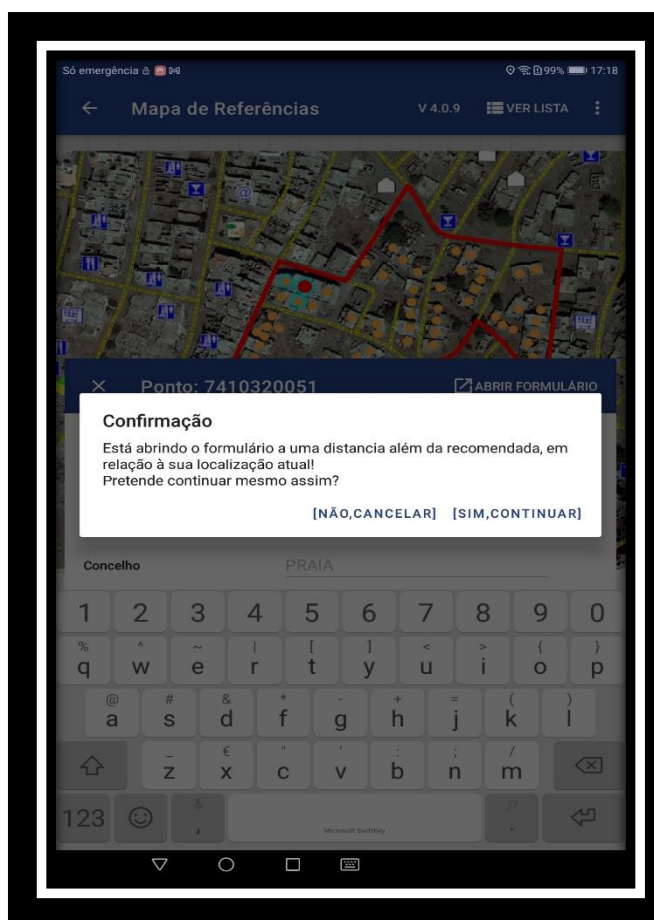 Só emergência 99% 17:18
Mapa de Referências V 4.0.9 VER LISTA
Ponto: 7410320051 ABRIR FORMULÁRIO
Confirmação
Está abrindo o formulário a uma distancia além da recomendada, em
relação à sua localização atual!
Pretende continuar mesmo assim?
[NÃO,CANCELAR] [SIM,CONTINUAR]
Concelho PRAIA
1 2 3 4 5 6 7 8 9 0
% ^ ~ | [ ] < > { }
q w e r t y u i o p
@ # & * - + = ( )
a s d f g h j k l
_ € " ' : ; /
z x c v b n m
123 , Microsoft SwiftKey !? .